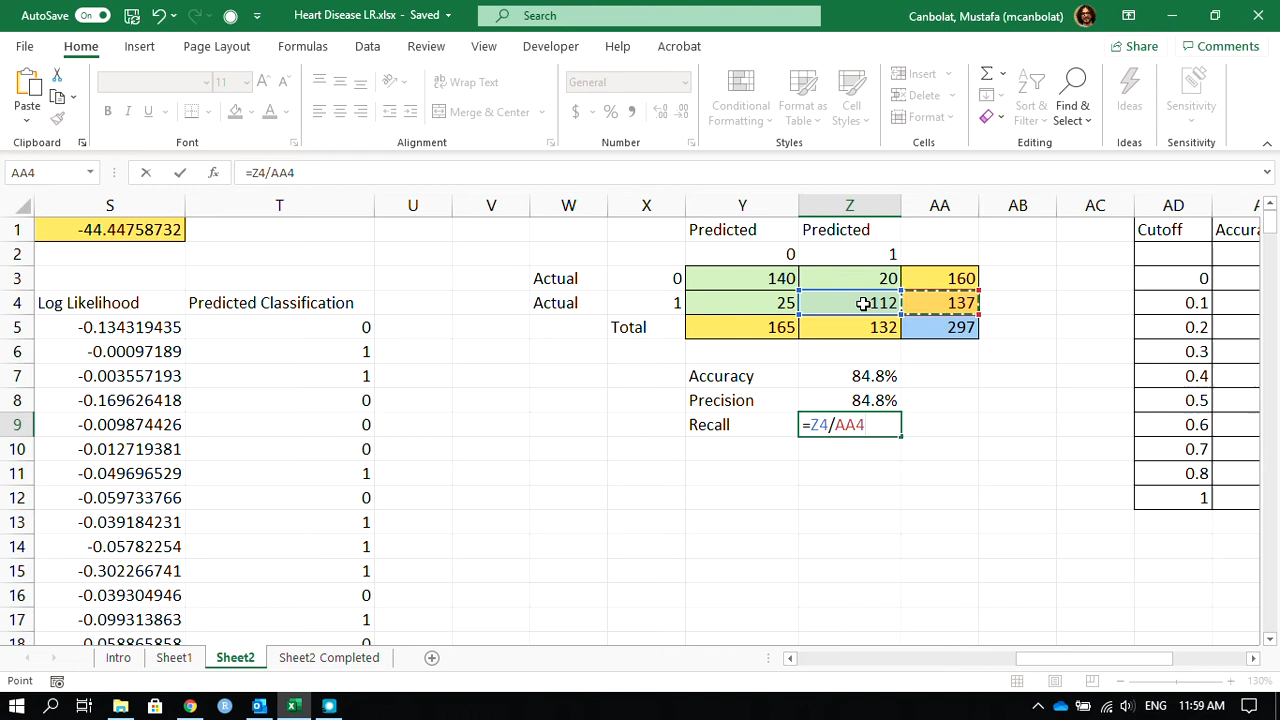 AutoSave On Heart Disease LR.xlsx - Saved Search Canbolat, Mustafa (mcanbolat)
File Home Insert Page Layout Formulas Data Review View Developer Help Acrobat Share Comments
Paste 11 Wrap Text General Conditional Formatting Format as Table Cell Styles Insert Delete Format Sort & Filter Find & Select Ideas Sensitivity
B I U Merge & Center $ %
Clipboard Font Alignment Number Styles Cells Editing Ideas Sensitivity
AA4 fx =Z4/AA4
S T U V W X Y Z AA AB AC AD
1 -44.44758732 Predicted Predicted Cutoff
2 0 1
3 Actual 0 140 20 160 0
4 Log Likelihood Predicted Classification Actual 1 25 112 137 0.1
5 -0.134319435 0 Total 165 132 297 0.2
6 -0.00097189 1 0.3
7 -0.003557193 1 Accuracy 84.8% 0.4
8 -0.169626418 0 Precision 84.8% 0.5
9 -0.009874426 0 Recall =Z4/AA4 0.6
10 -0.012719381 0 0.7
11 -0.049696529 1 0.8
12 -0.059733766 0 1
13 -0.039184231 1
14 -0.05782254 1
15 -0.302266741 1
16 -0.039304946 0
17 -0.099313863 1
18 -0.058865858 0
Intro Sheet1 Sheet2 Sheet2 Completed
Point 130%
ENG 11:59 AM